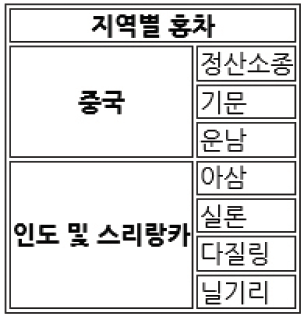 지역별 홍차
중국
정산소종
기문
운남
인도 및 스리랑카
아삼
실론
다질링
닐기리